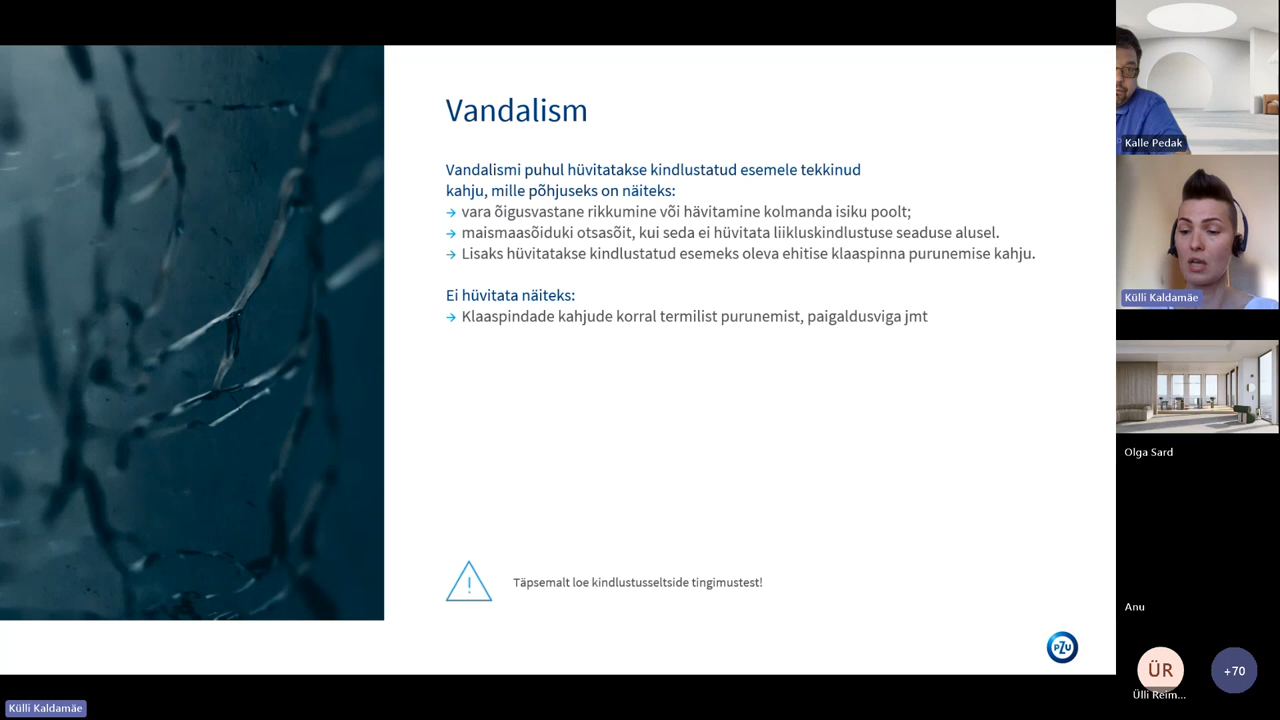 Vandalism
Vandalismi puhul hüvitatakse kindlustatud esemele tekkinud
kahju, mille põhjuseks on näiteks:
→ vara õigusvastane rikkumine või hävitamine kolmanda isiku poolt;
→ maismaasõiduki otsasõit, kui seda ei hüvitata liikluskindlustuse seaduse alusel.
→ Lisaks hüvitatakse kindlustatud esemeks oleva ehitise klaaspinna purunemise kahju.
Ei hüvitata näiteks:
→ Klaaspindade kahjude korral termilist purunemist, paigaldusviga jmt
! Täpsemalt loe kindlustusseltside tingimustest!
PZU
Külli Kaldamäe
Kalle Pedak
Külli Kaldamäe
Olga Sard
Anu
ÜR
Ülli Reim...
+70